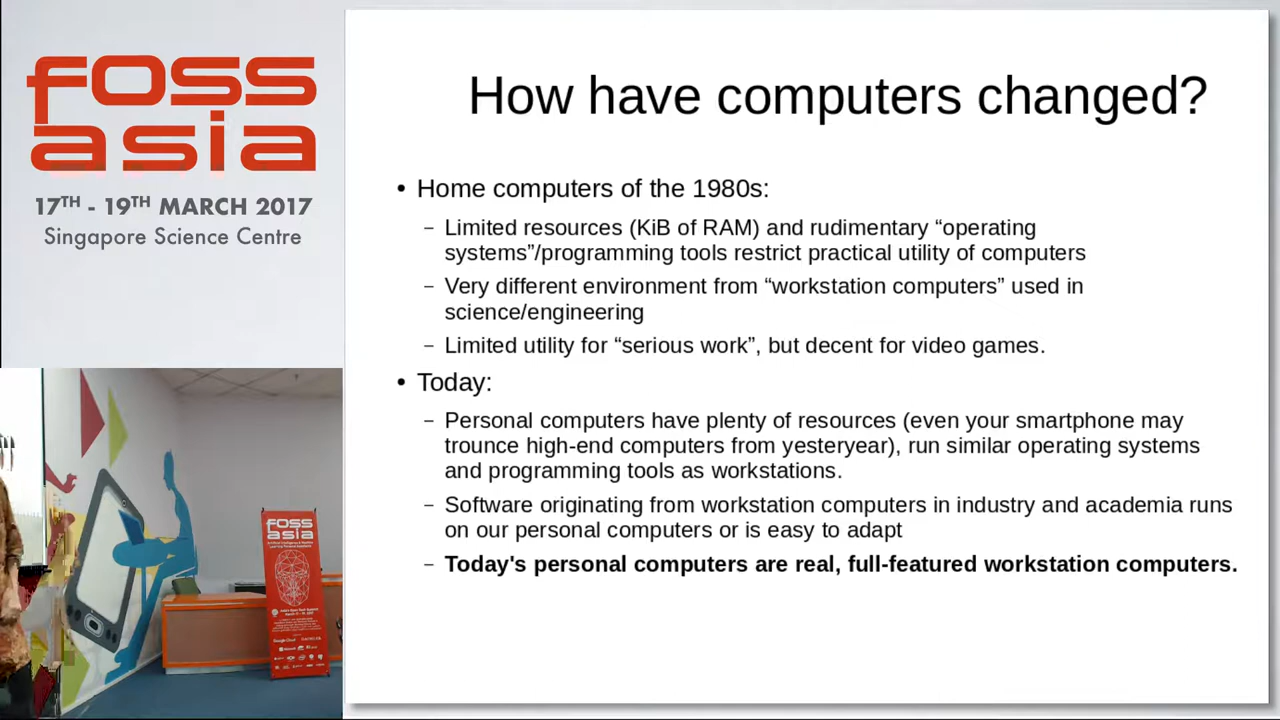 foss
asia
17TH - 19TH MARCH 2017
Singapore Science Centre
How have computers changed?
• Home computers of the 1980s:
– Limited resources (KiB of RAM) and rudimentary “operating
systems”/programming tools restrict practical utility of computers
– Very different environment from “workstation computers” used in
science/engineering
– Limited utility for “serious work”, but decent for video games.
• Today:
– Personal computers have plenty of resources (even your smartphone may
trounce high-end computers from yesteryear), run similar operating systems
and programming tools as workstations.
– Software originating from workstation computers in industry and academia runs
on our personal computers or is easy to adapt
– Today's personal computers are real, full-featured workstation computers.
foss
asia